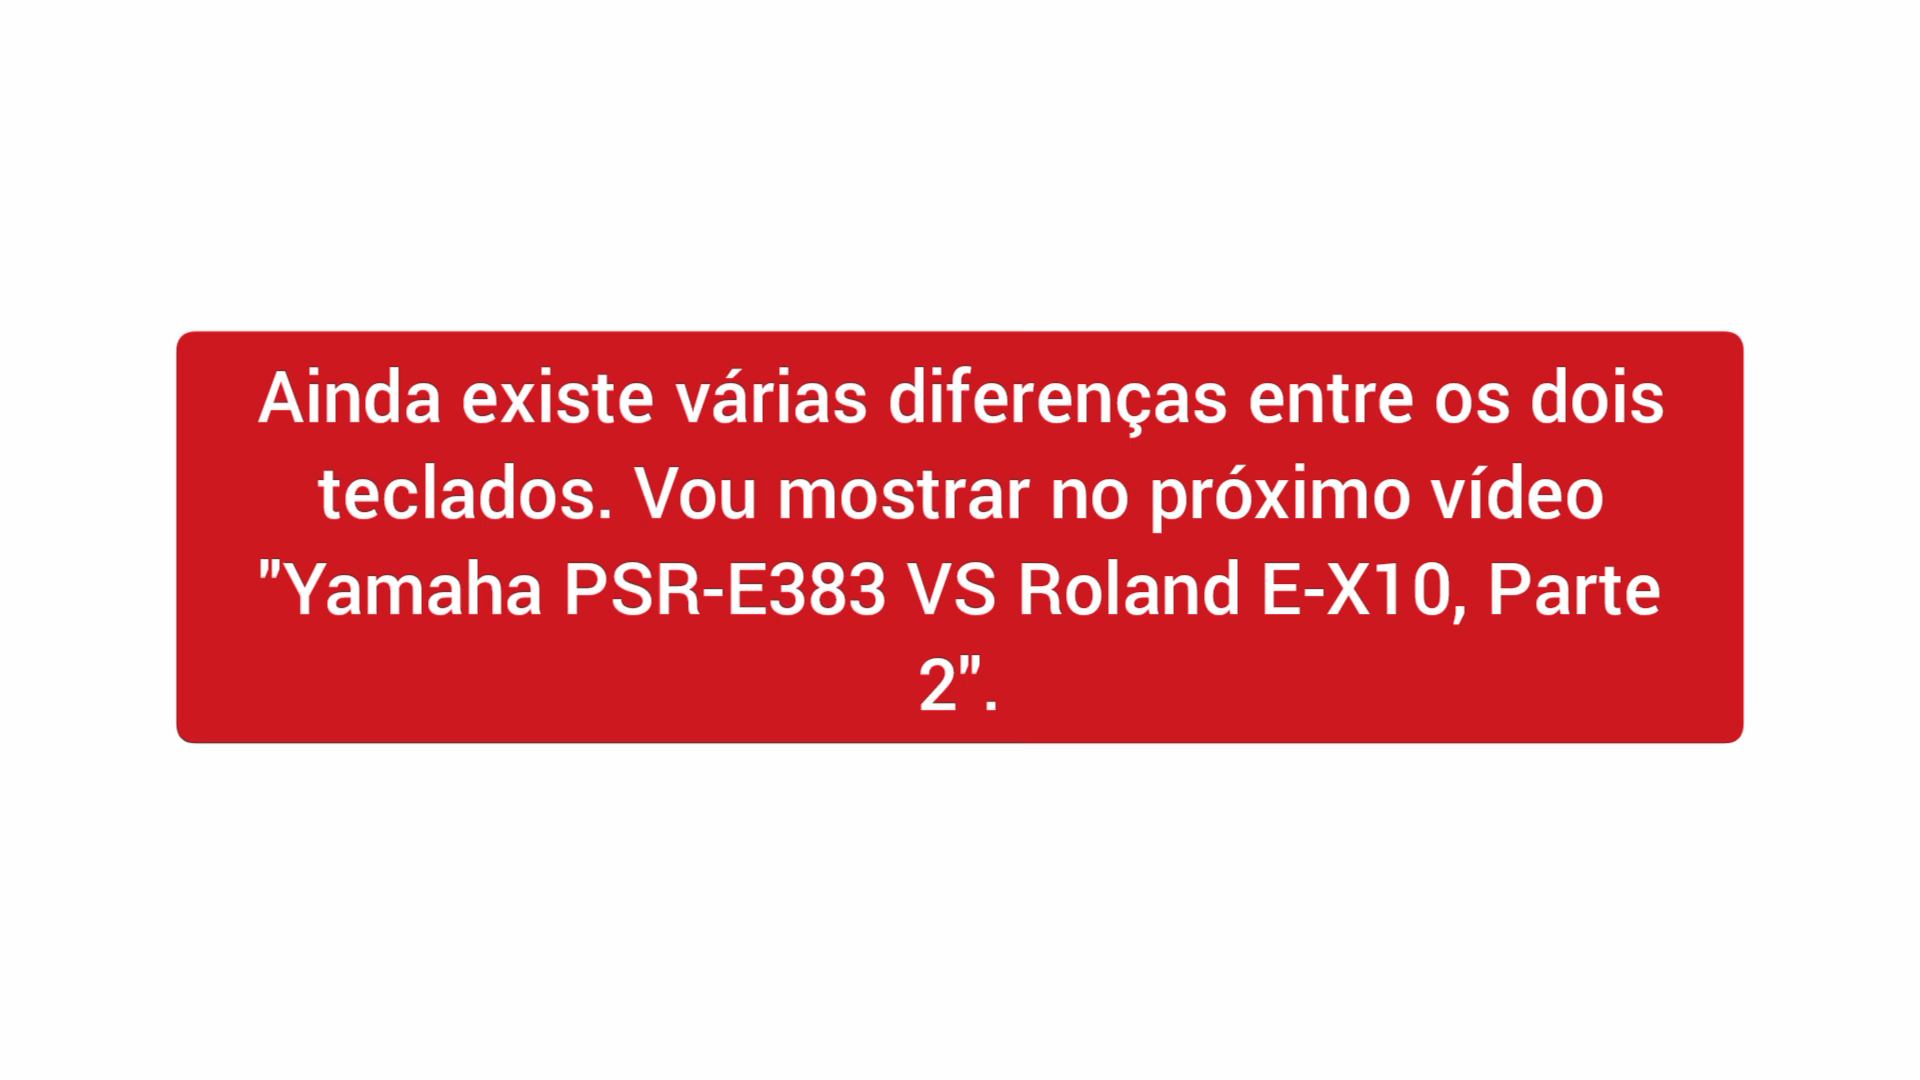 Ainda existe várias diferenças entre os dois
teclados. Vou mostrar no próximo vídeo
"Yamaha PSR-E383 VS Roland E-X10, Parte
2".